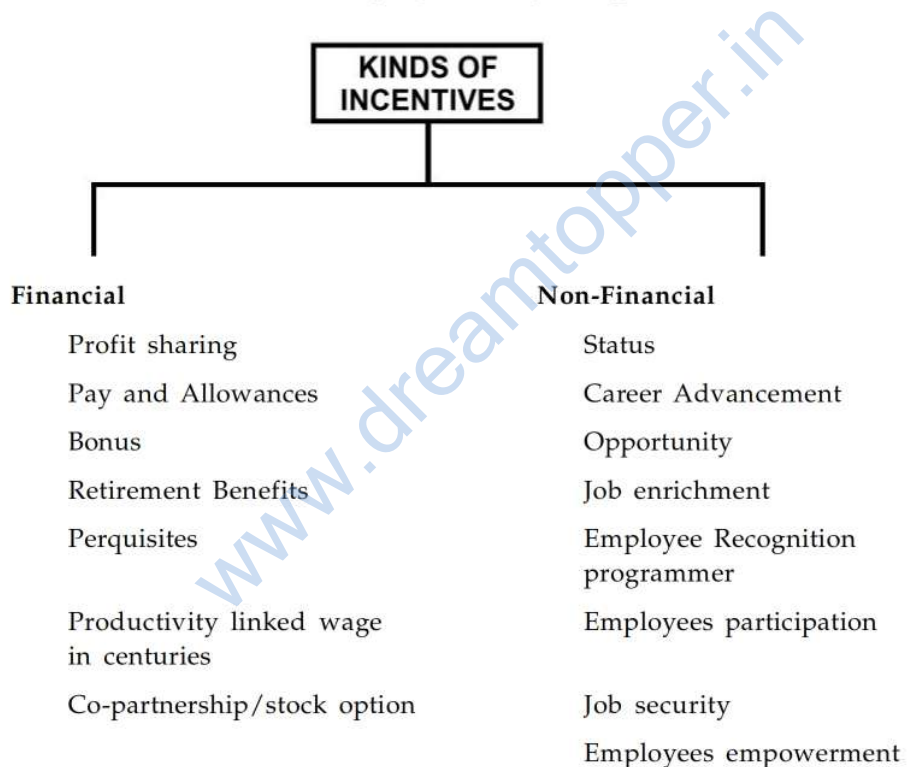 KINDS OF
INCENTIVES
Financial
Profit sharing
Pay and Allowances
Bonus
Retirement Benefits
Perquisites
Productivity linked wage
in centuries
Co-partnership/stock option
Non-Financial
Status
Career Advancement
Opportunity
Job enrichment
Employee Recognition
programmer
Employees participation
Job security
Employees empowerment
www.dreamtopper.in